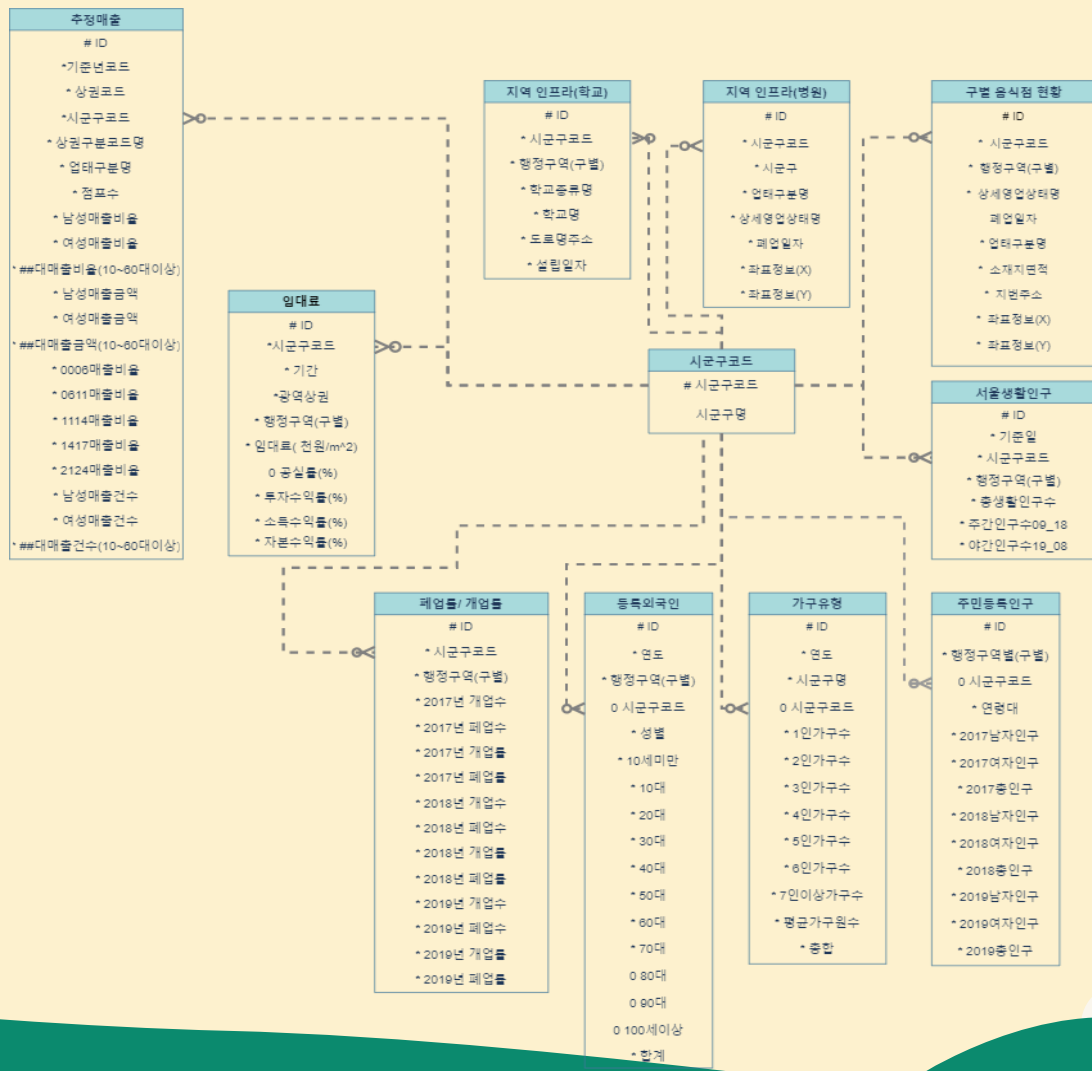 추정매출
# ID
*기준년코드
* 상권코드
*시군구코드
* 상권구분코드명
* 업태구분명
* 점포수
* 남성매출비율
* 여성매출비율
* ##대매출비율(10~60대이상)
* 남성매출금액
* 여성매출금액
* ##대매출금액(10~60대이상)
* 0006매출비율
* 0611매출비율
* 1114매출비율
* 1417매출비율
* 2124매출비율
* 남성매출건수
* 여성매출건수
* ##대매출건수(10~60대이상)
임대료
# ID
*시군구코드
* 기간
*광역상권
* 행정구역(구별)
* 임대료( 천원/m^2)
0 공실률(%)
* 투자수익률(%)
* 소득수익률(%)
* 자본수익률(%)
지역 인프라(학교)
# ID
* 시군구코드
* 행정구역(구별)
* 학교종류명
* 학교명
* 도로명주소
* 설립일자
지역 인프라(병원)
# ID
* 시군구코드
* 시군구
* 업태구분명
* 상세영업상태명
* 폐업일자
* 좌표정보(X)
* 좌표정보(Y)
구별 음식점 현황
# ID
* 시군구코드
* 행정구역(구별)
* 상세영업상태명
폐업일자
* 업태구분명
* 소재지면적
* 지번주소
* 좌표정보(X)
* 좌표정보(Y)
시군구코드
# 시군구코드
시군구명
서울생활인구
# ID
* 기준일
* 시군구코드
* 행정구역(구별)
* 총생활인구수
* 주간인구수09_18
* 야간인구수19_08
폐업률/ 개업률
# ID
* 시군구코드
* 행정구역(구별)
* 2017년 개업수
* 2017년 폐업수
* 2017년 개업률
* 2017년 폐업률
* 2018년 개업수
* 2018년 폐업수
* 2018년 개업률
* 2018년 폐업률
* 2019년 개업수
* 2019년 폐업수
* 2019년 개업률
* 2019년 폐업률
등록외국인
# ID
* 연도
* 행정구역(구별)
0 시군구코드
* 성별
* 10세미만
* 10대
* 20대
* 30대
* 40대
* 50대
* 60대
* 70대
0 80대
0 90대
0 100세이상
* 합계
가구유형
# ID
* 연도
* 시군구명
0 시군구코드
* 1인가구수
* 2인가구수
* 3인가구수
* 4인가구수
* 5인가구수
* 6인가구수
* 7인이상가구수
* 평균가구원수
* 총합
주민등록인구
# ID
* 행정구역별(구별)
0 시군구코드
* 연령대
* 2017남자인구
* 2017여자인구
* 2017총인구
* 2018남자인구
* 2018여자인구
* 2018총인구
* 2019남자인구
* 2019여자인구
* 2019총인구